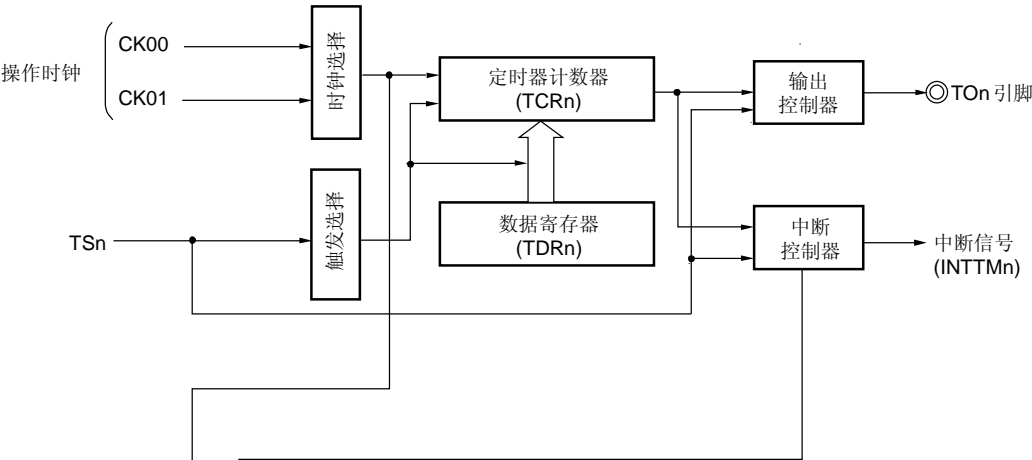 操作时钟
CK00
CK01
时钟选择
定时器计数器
(TCRn)
输出
控制器
TOn 引脚
TSn
触发选择
数据寄存器
(TDRn)
中断
控制器
中断信号
(INTTMn)